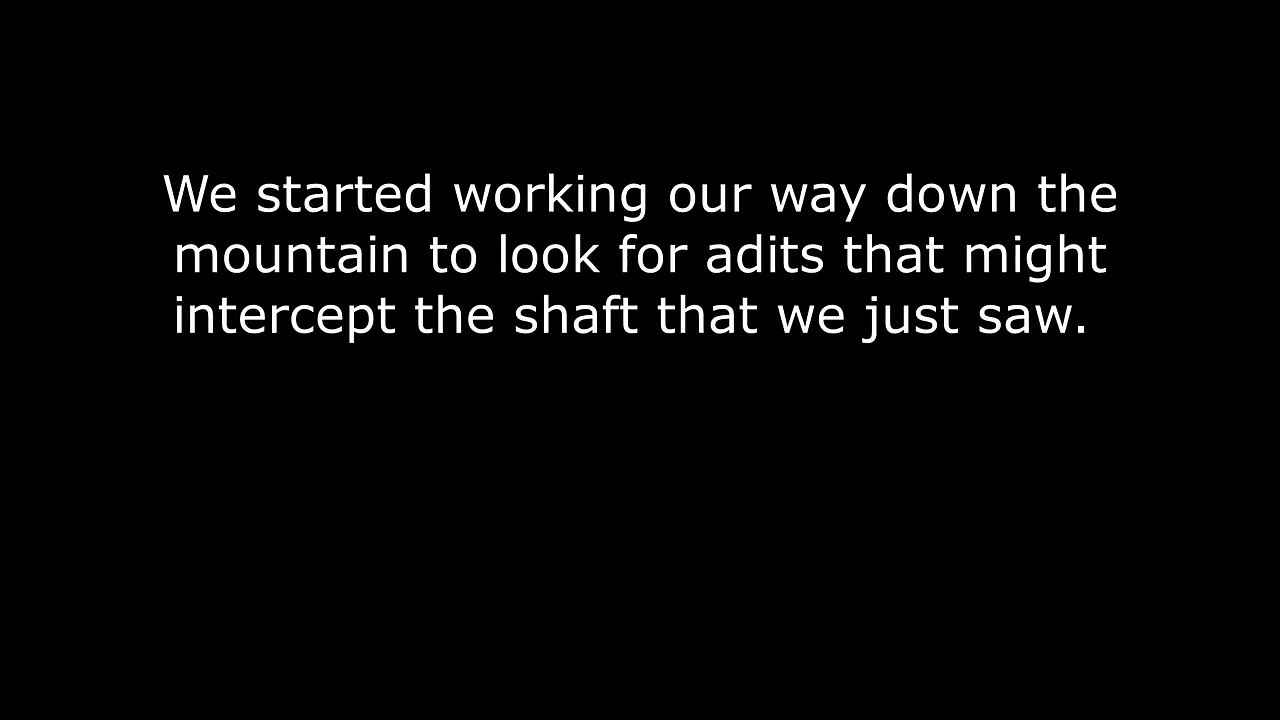 We started working our way down the
mountain to look for adits that might
intercept the shaft that we just saw.